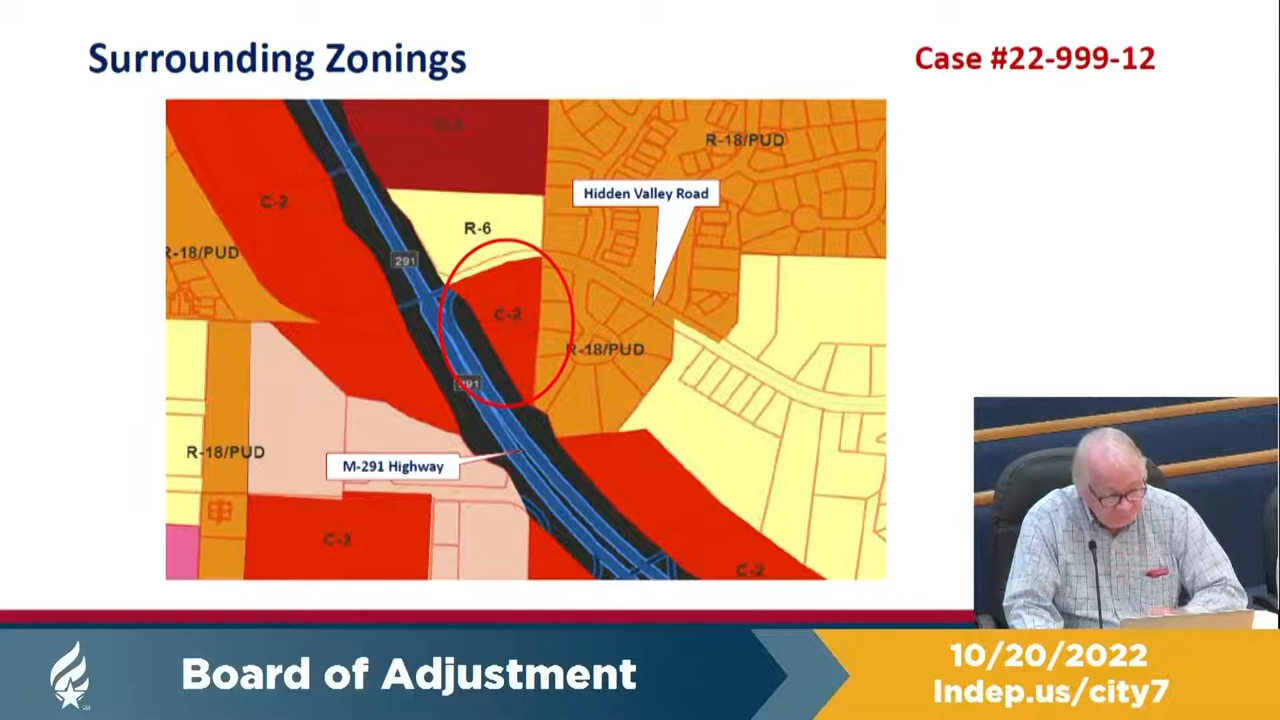 Surrounding Zonings
Case #22-999-12
R-18/PUD
Hidden Valley Road
C-2
R-6
R-18/PUD
291
C-2
R-18/PUD
291
R-18/PUD
M-291 Highway
C-2
C-2
Board of Adjustment
10/20/2022
Indep.us/city7